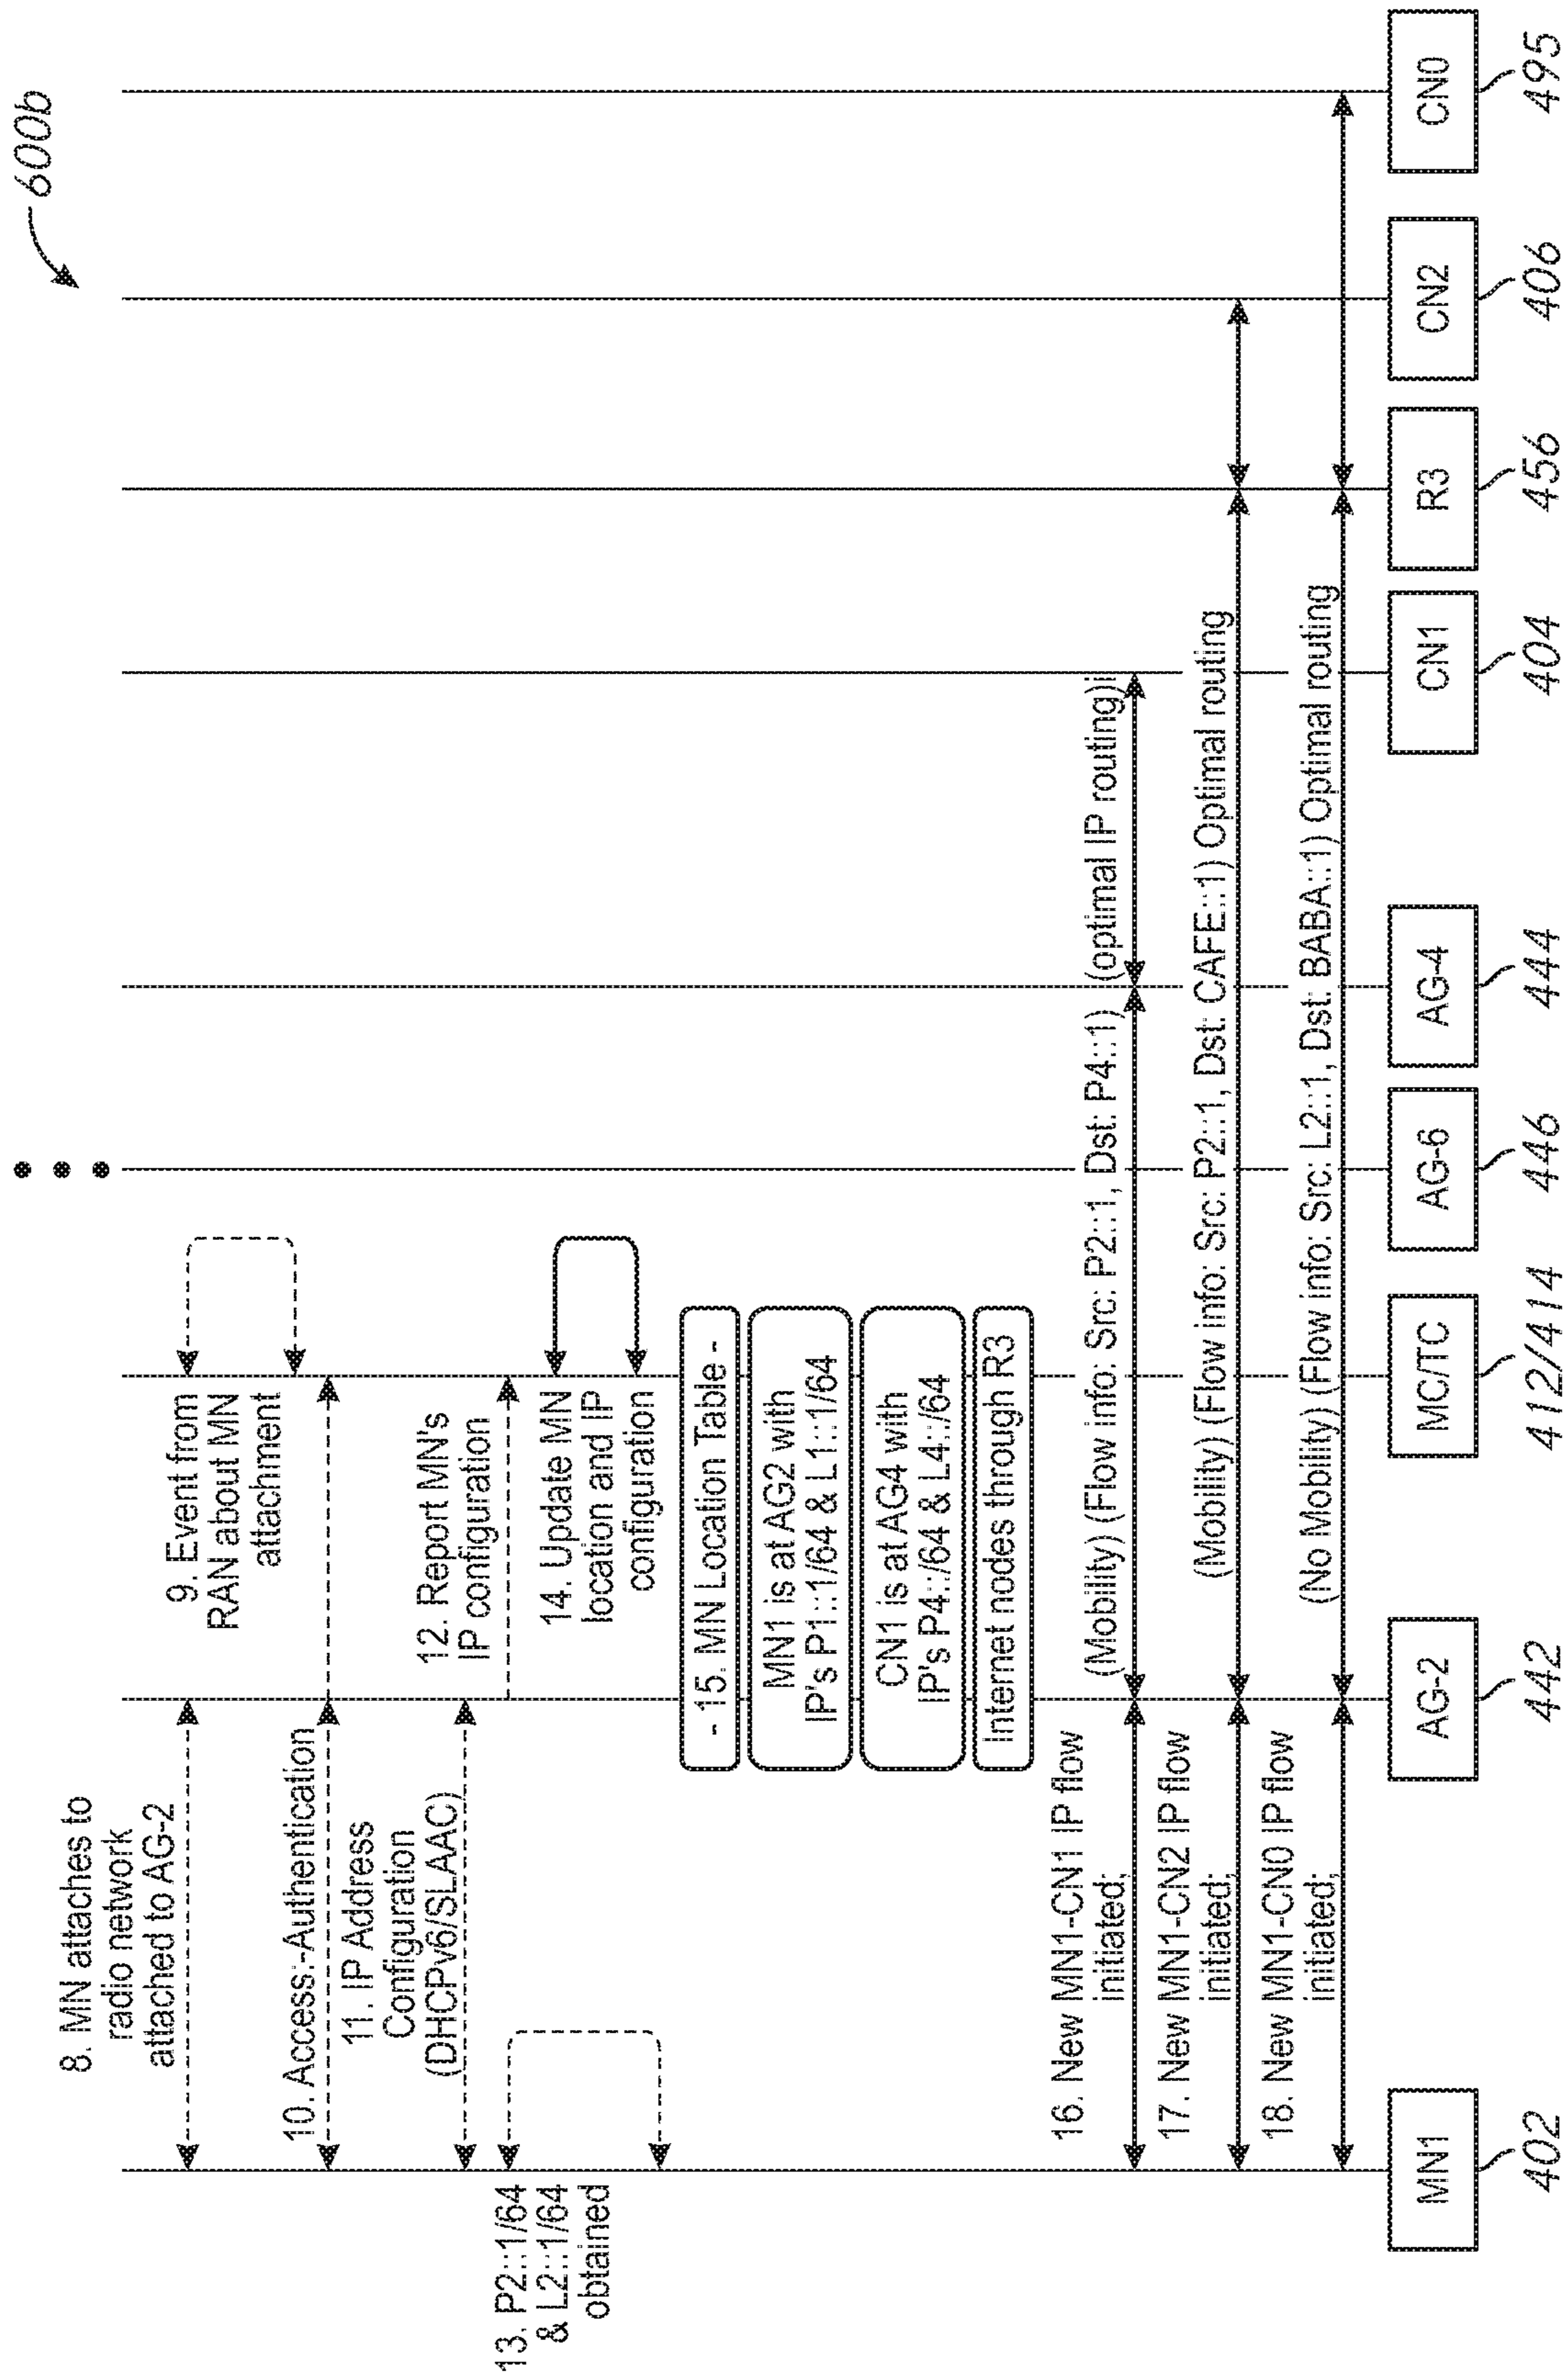 600b
8. MN attaches to
radio network
attached to AG-2
9. Event from
RAN about MN
attachment
10. Access:-Authentication
11. IP Address
Configuration
(DHCPv6/SLAAC)
12. Report MN's
IP configuration
13. P2::1/64
& L2::1/64
obtained
14. Update MN
location and IP
configuration
- 15. MN Location Table -
MN1 is at AG2 with
IP's P1::1/64 & L1::1/64
CN1 is at AG4 with
IP's P4::/64 & L4::/64
Internet nodes through R3
16. New MN1-CN1 IP flow
initiated;
(Mobility) (Flow info: Src: P2::1, Dst: P4::1) (optimal IP routing)
17. New MN1-CN2 IP flow
initiated;
(Mobility) (Flow info: Src: P2::1, Dst: CAFE::1) Optimal routing
18. New MN1-CN0 IP flow
initiated;
(No Mobility) (Flow info: Src: L2::1, Dst: BABA::1) Optimal routing
MN1
AG-2
MC/TC
AG-6
AG-4
CN1
R3
CN2
CN0
402
442
412/414
446
444
404
456
406
495